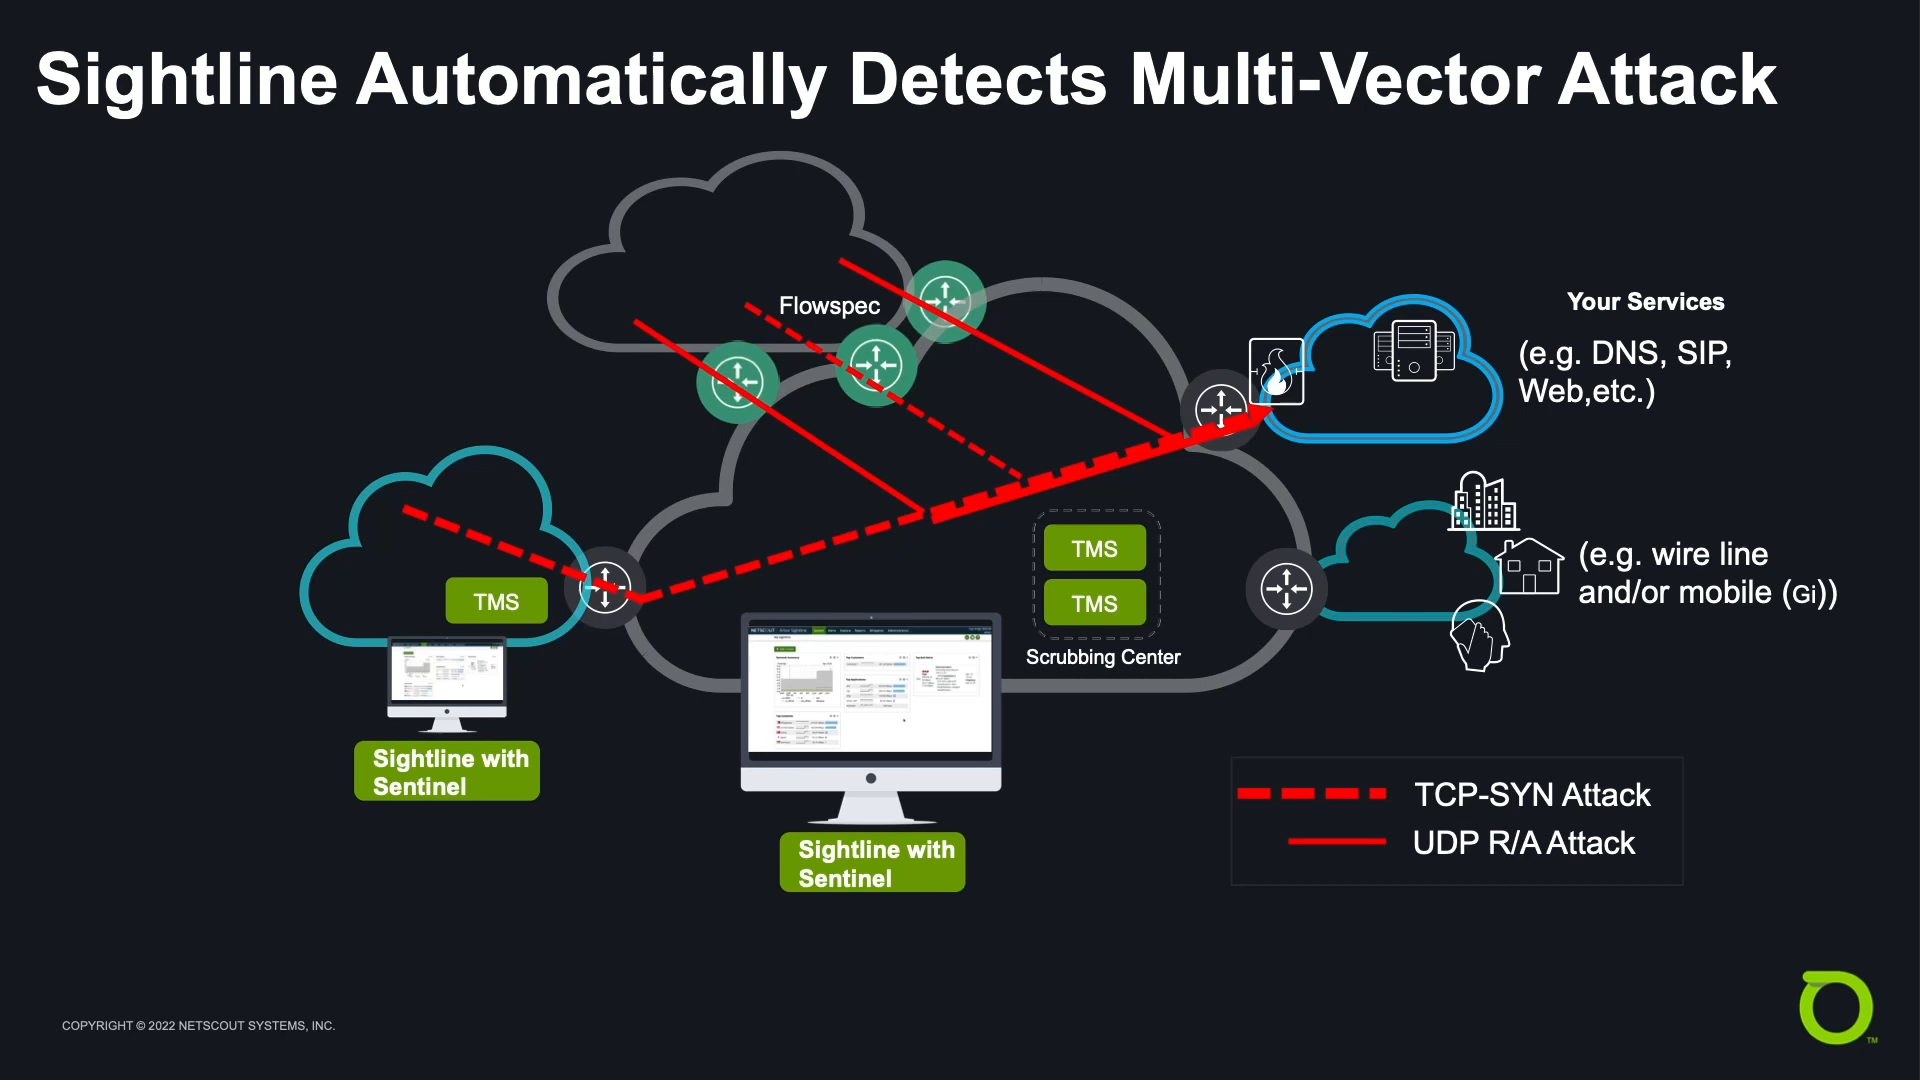 Sightline Automatically Detects Multi-Vector Attack
Flowspec
Your Services
(e.g. DNS, SIP,
Web,etc.)
TMS
TMS
TMS
Scrubbing Center
(e.g. wire line
and/or mobile (Gi))
NETSCOUT
Sightline with
Sentinel
Sightline with
Sentinel
TCP-SYN Attack
UDP R/A Attack
COPYRIGHT © 2022 NETSCOUT SYSTEMS, INC.
TM